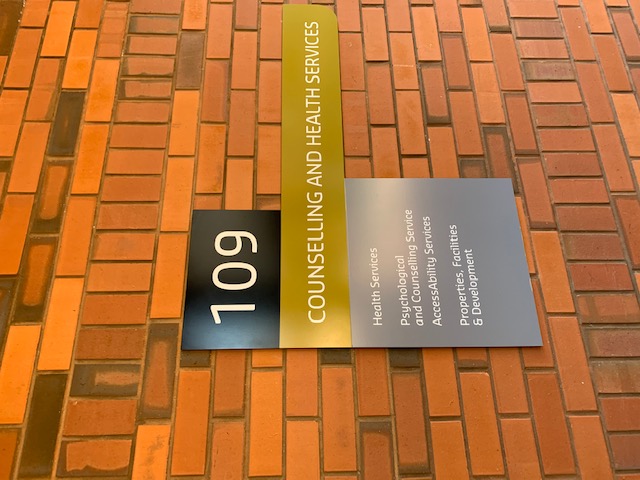 109
COUNSELLING AND HEALTH SERVICES
Health Services
Psychological
and Counselling Service
AccessAbility Services
Properties, Facilities
& Development